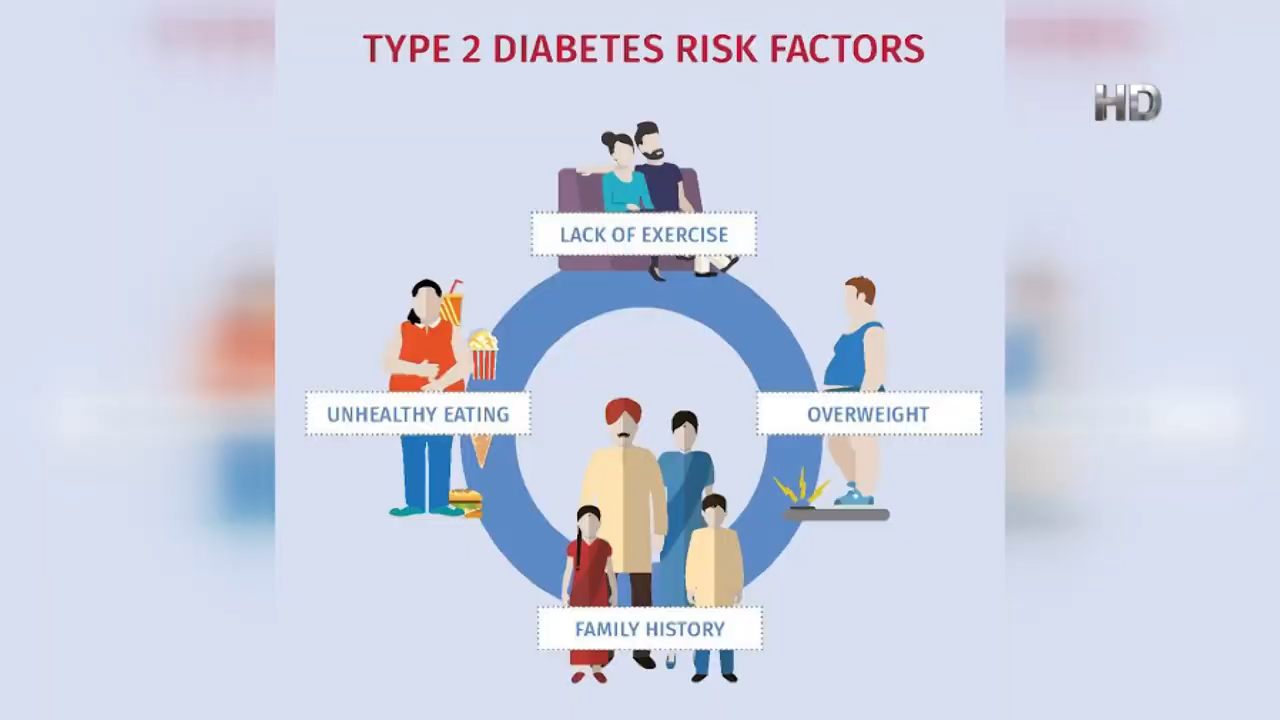 TYPE 2 DIABETES RISK FACTORS
HD
LACK OF EXERCISE
UNHEALTHY EATING
OVERWEIGHT
FAMILY HISTORY